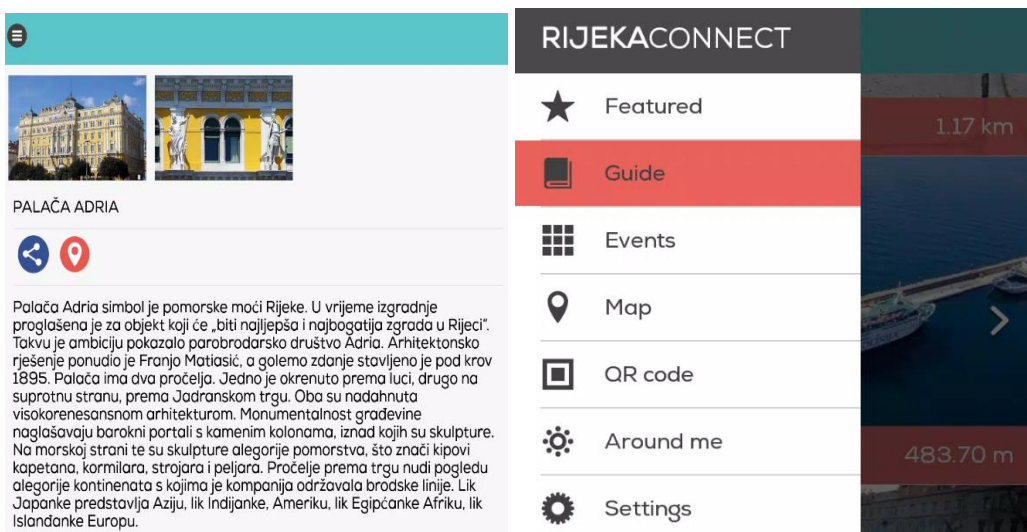 PALAČA ADRIA
Palača Adria simbol je pomorske moći Rijeke. U vrijeme izgradnje
proglašena je za objekt koji će „biti najljepša i najbogatija zgrada u Rijeci“.
Takvu je ambiciju pokazalo parobrodarsko društvo Adria. Arhitektonsko
rješenje ponudio je Franjo Matiasić, a golemo zdanje stavljeno je pod krov
1895. Palača ima dva pročelja. Jedno je okrenuto prema luci, drugo na
suprotnu stranu, prema Jadranskom trgu. Oba su nadahnuta
visokorenesansnom arhitekturom. Monumentalnost građevine
naglašavaju barokni portali s kamenim kolonama, iznad kojih su skulpture.
Na morskoj strani te su skulpture alegorije pomorstva, što znači kipovi
kapetana, kormilara, strojara i peljara. Pročelje prema trgu nudi pogledu
alegorije kontinenata s kojima je kompanija održavala brodske linije. Lik
Japanke predstavlja Aziju, lik Indijanke, Ameriku, lik Egipćanke Afriku, lik
Islanđanke Europu.
RIJEKACONNECT
Featured
1.17 km
Guide
Events
Map
QR code
Around me
483.70 m
Settings